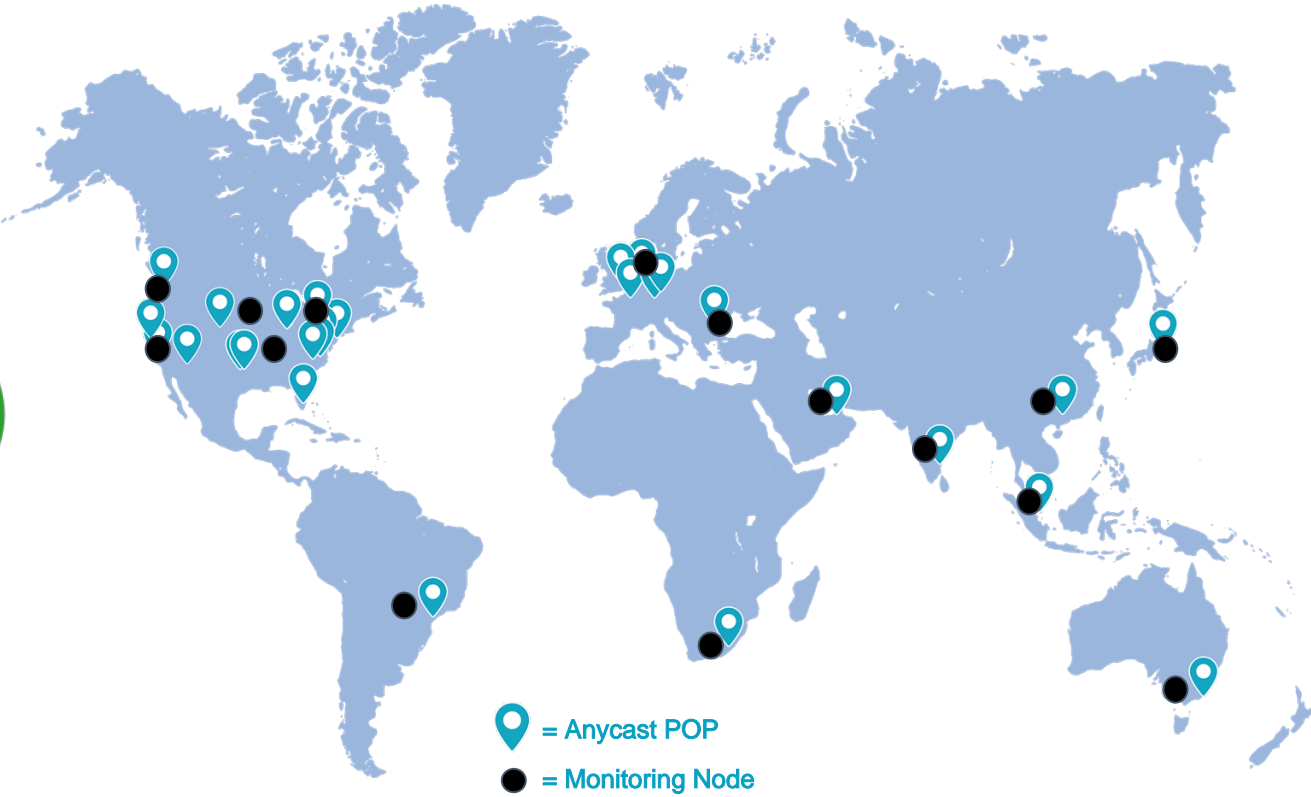 = Anycast POP
= Monitoring Node